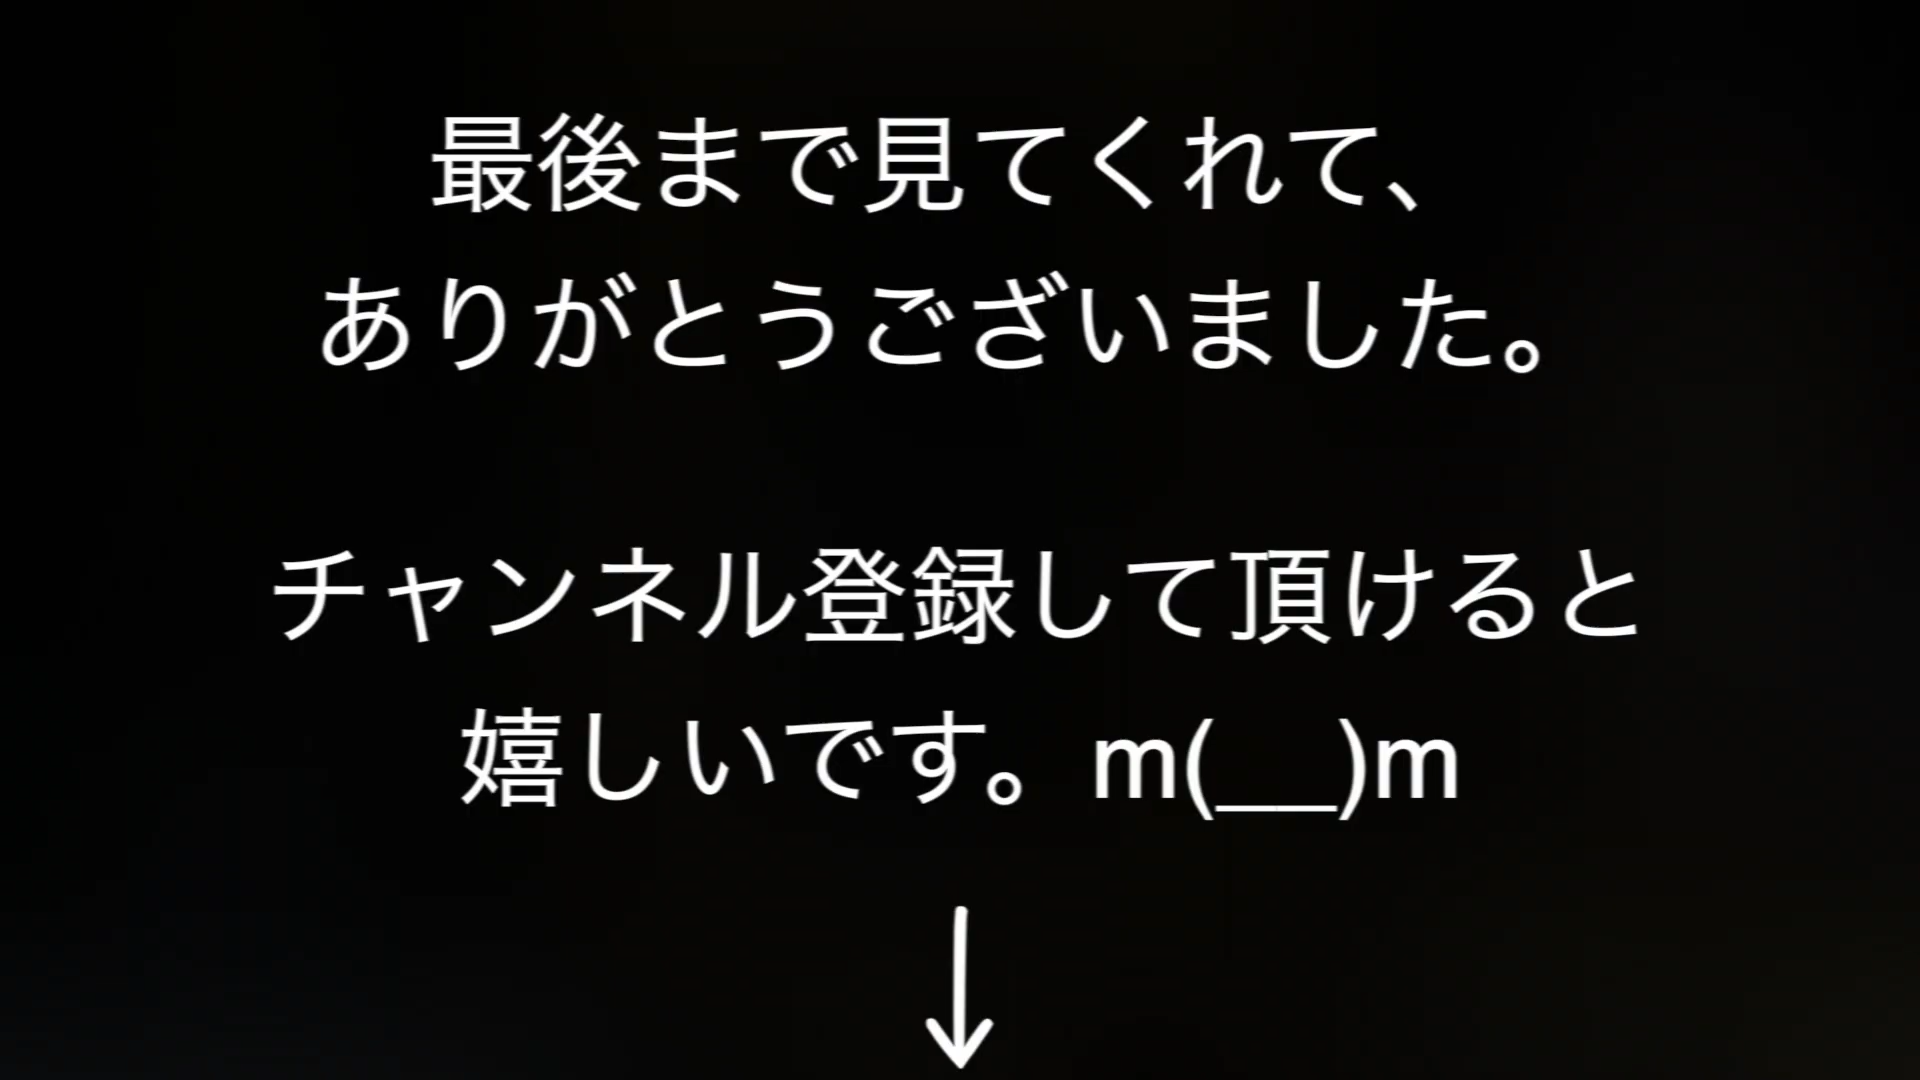 最後まで見てくれて、
ありがとうございました。
チャンネル登録して頂けると
嬉しいです。m(__)m
↓